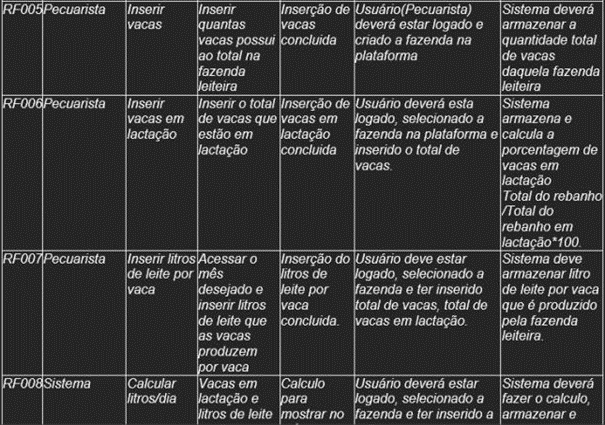 RF005
Pecuarista
Inserir
vacas
Inserir
quantas
vacas possui
ao total na
fazenda
leiteira
Inserção de
vacas
concluida
Usuário(Pecuarista)
deverá estar logado e
criado a fazenda na
plataforma
Sistema deverá
armazenar a
quantidade total
de vacas
daquela fazenda
leiteira
RF006
Pecuarista
Inserir
vacas em
lactação
Inserir o total
de vacas que
estão em
lactação
Inserção de
vacas em
lactação
concluida
Usuário deverá esta
logado, selecionado a
fazenda na plataforma e
inserido o total de
vacas.
Sistema
armazena e
calcula a
porcentagem de
vacas em
lactação
Total do rebanho
/Total do
rebanho em
lactação*100.
RF007
Pecuarista
Inserir litros
de leite por
vaca
Acessar o
mês
desejado e
inserir litros
de leite que
as vacas
produzem
por vaca
Inserção do
litros de
leite por
vaca
concluida.
Usuário deve estar
logado, selecionado a
fazenda e ter inserido
total de vacas, total de
vacas em lactação.
Sistema deve
armazenar litro
de leite por vaca
que é produzido
pela fazenda
leiteira.
RF008
Sistema
Calcular
litros/dia
Vacas em
lactação e
litros de leite
Calculo
para
mostrar no
Usuário deverá estar
logado, selecionado a
fazenda e ter inserido a
Sistema deverá
fazer o calculo,
armazenar e